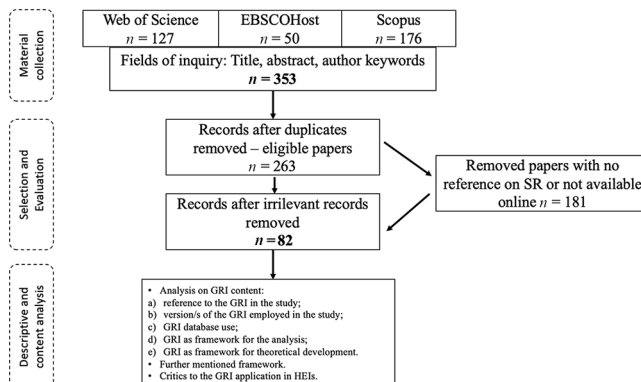 Material
collection
Web of Science
n = 127
EBSCOHost
n = 50
Scopus
n = 176
Fields of inquiry: Title, abstract, author keywords
n = 353
Selection and
Evaluation
Records after duplicates
removed – eligible papers
n = 263
Removed papers with no
reference on SR or not available
online n = 181
Records after irrilevant records
removed
n = 82
Descriptive and
content analysis
• Analysis on GRI content:
a) reference to the GRI in the study;
b) version/s of the GRI employed in the study;
c) GRI database use;
d) GRI as framework for the analysis;
e) GRI as framework for theoretical development.
• Further mentioned framework.
• Critics to the GRI application in HEIs.